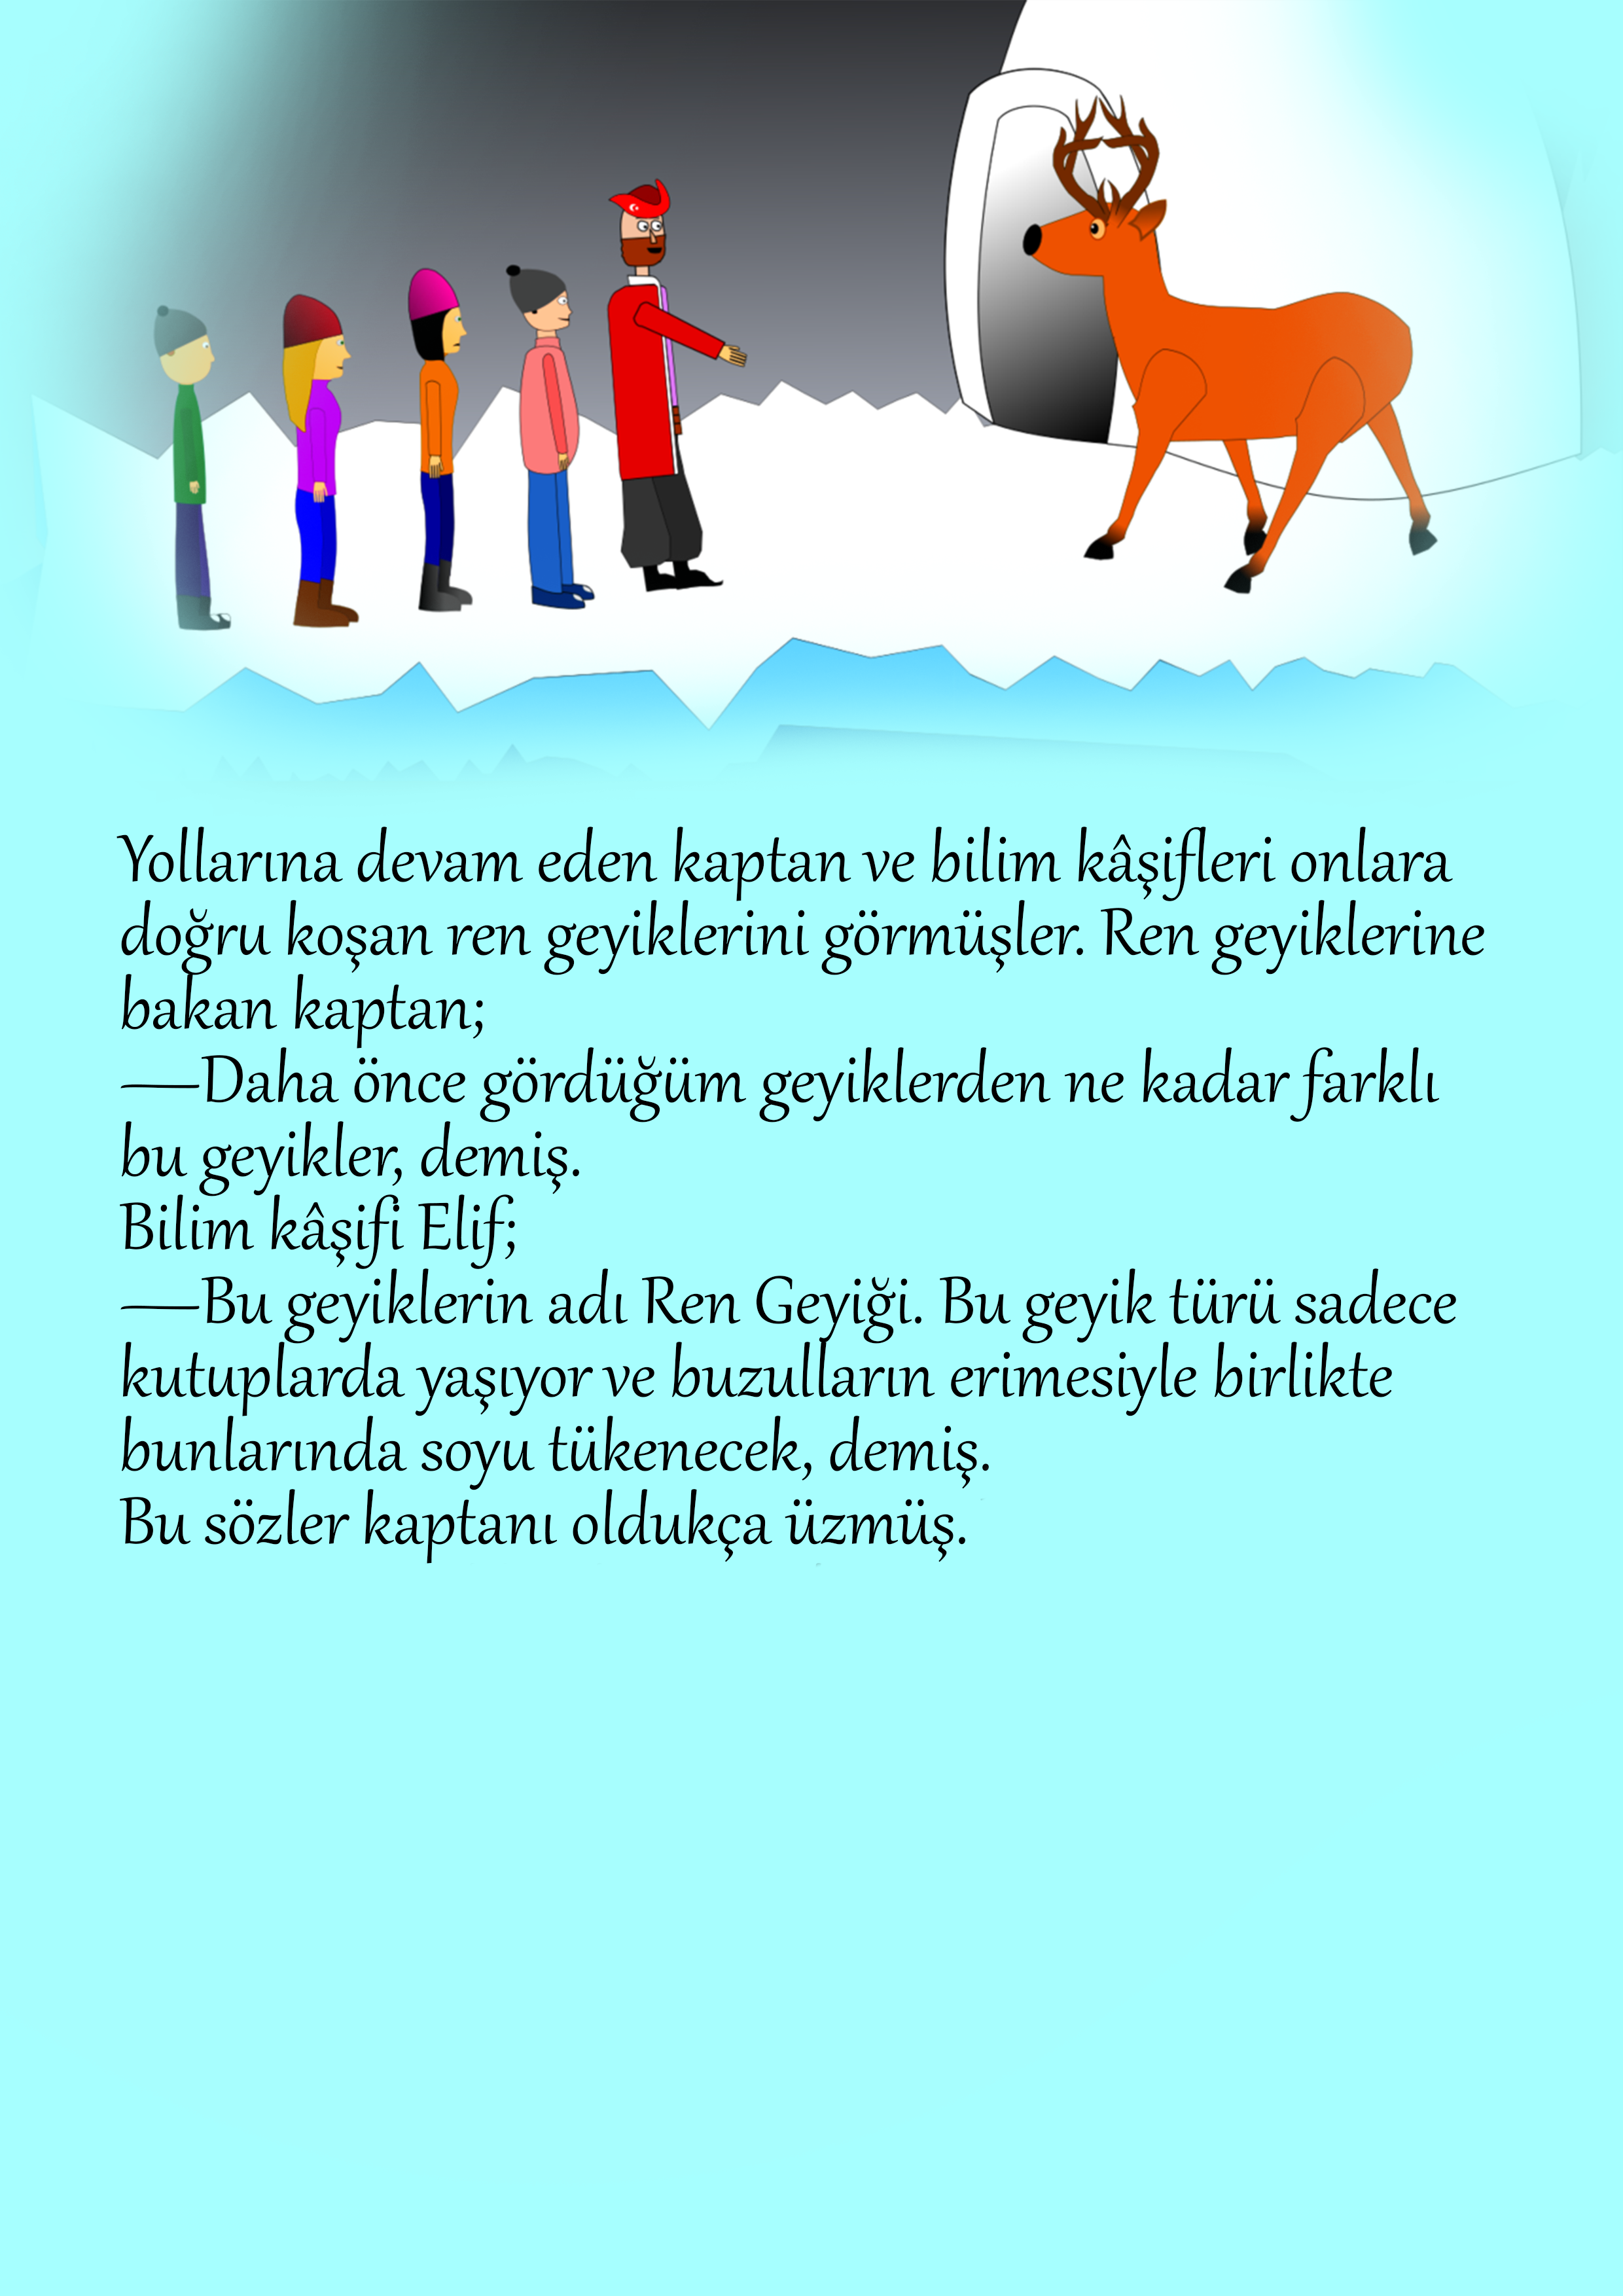 Yollarına devam eden kaptan ve bilim kâşifleri onlara
doğru koşan ren geyiklerini görmüşler. Ren geyiklerine
bakan kaptan;
—Daha önce gördüğüm geyiklerden ne kadar farklı
bu geyikler, demiş.
Bilim kâşifi Elif;
—Bu geyiklerin adı Ren Geyiği. Bu geyik türü sadece
kutuplarda yaşıyor ve buzulların erimesiyle birlikte
bunlarında soyu tükenecek, demiş.
Bu sözler kaptanı oldukça üzmüş.